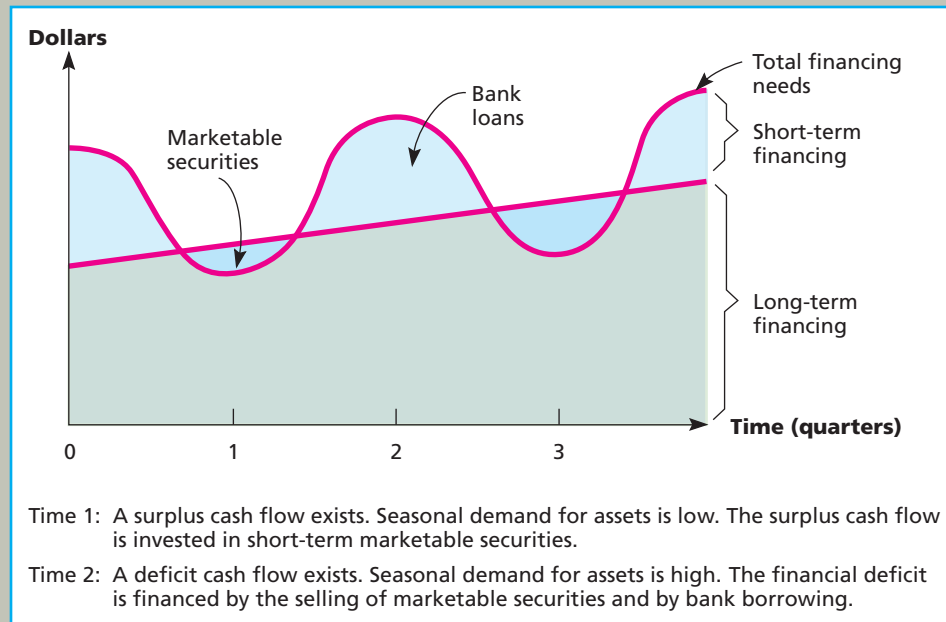 Dollars
Total financing
needs
Bank
loans
Marketable
securities
Short-term
financing
Long-term
financing
Time (quarters)
0
1
2
3
Time 1: A surplus cash flow exists. Seasonal demand for assets is low. The surplus cash flow
is invested in short-term marketable securities.
Time 2: A deficit cash flow exists. Seasonal demand for assets is high. The financial deficit
is financed by the selling of marketable securities and by bank borrowing.